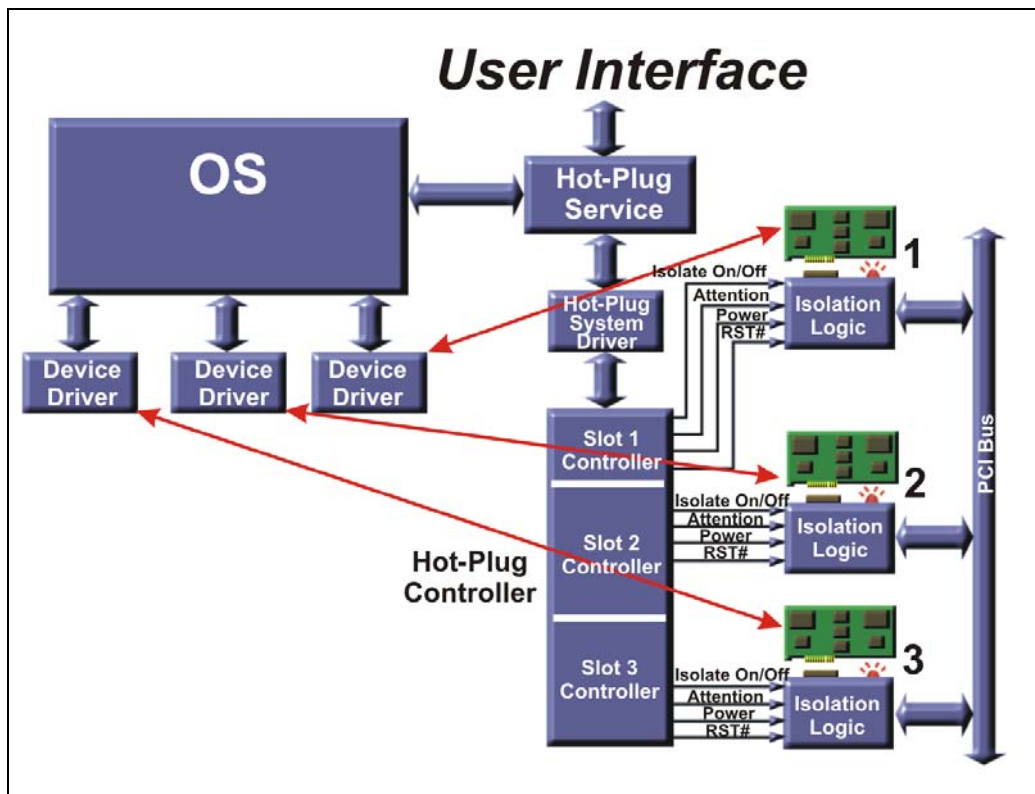 User Interface
OS
Hot-Plug
Service
Hot-Plug
System
Driver
Device
Driver
Device
Driver
Device
Driver
Hot-Plug
Controller
Slot 1
Controller
Slot 2
Controller
Slot 3
Controller
Isolate On/Off
Attention
Power
RST#
Isolation
Logic
1
Isolate On/Off
Attention
Power
RST#
Isolation
Logic
2
Isolate On/Off
Attention
Power
RST#
Isolation
Logic
3
PCI Bus